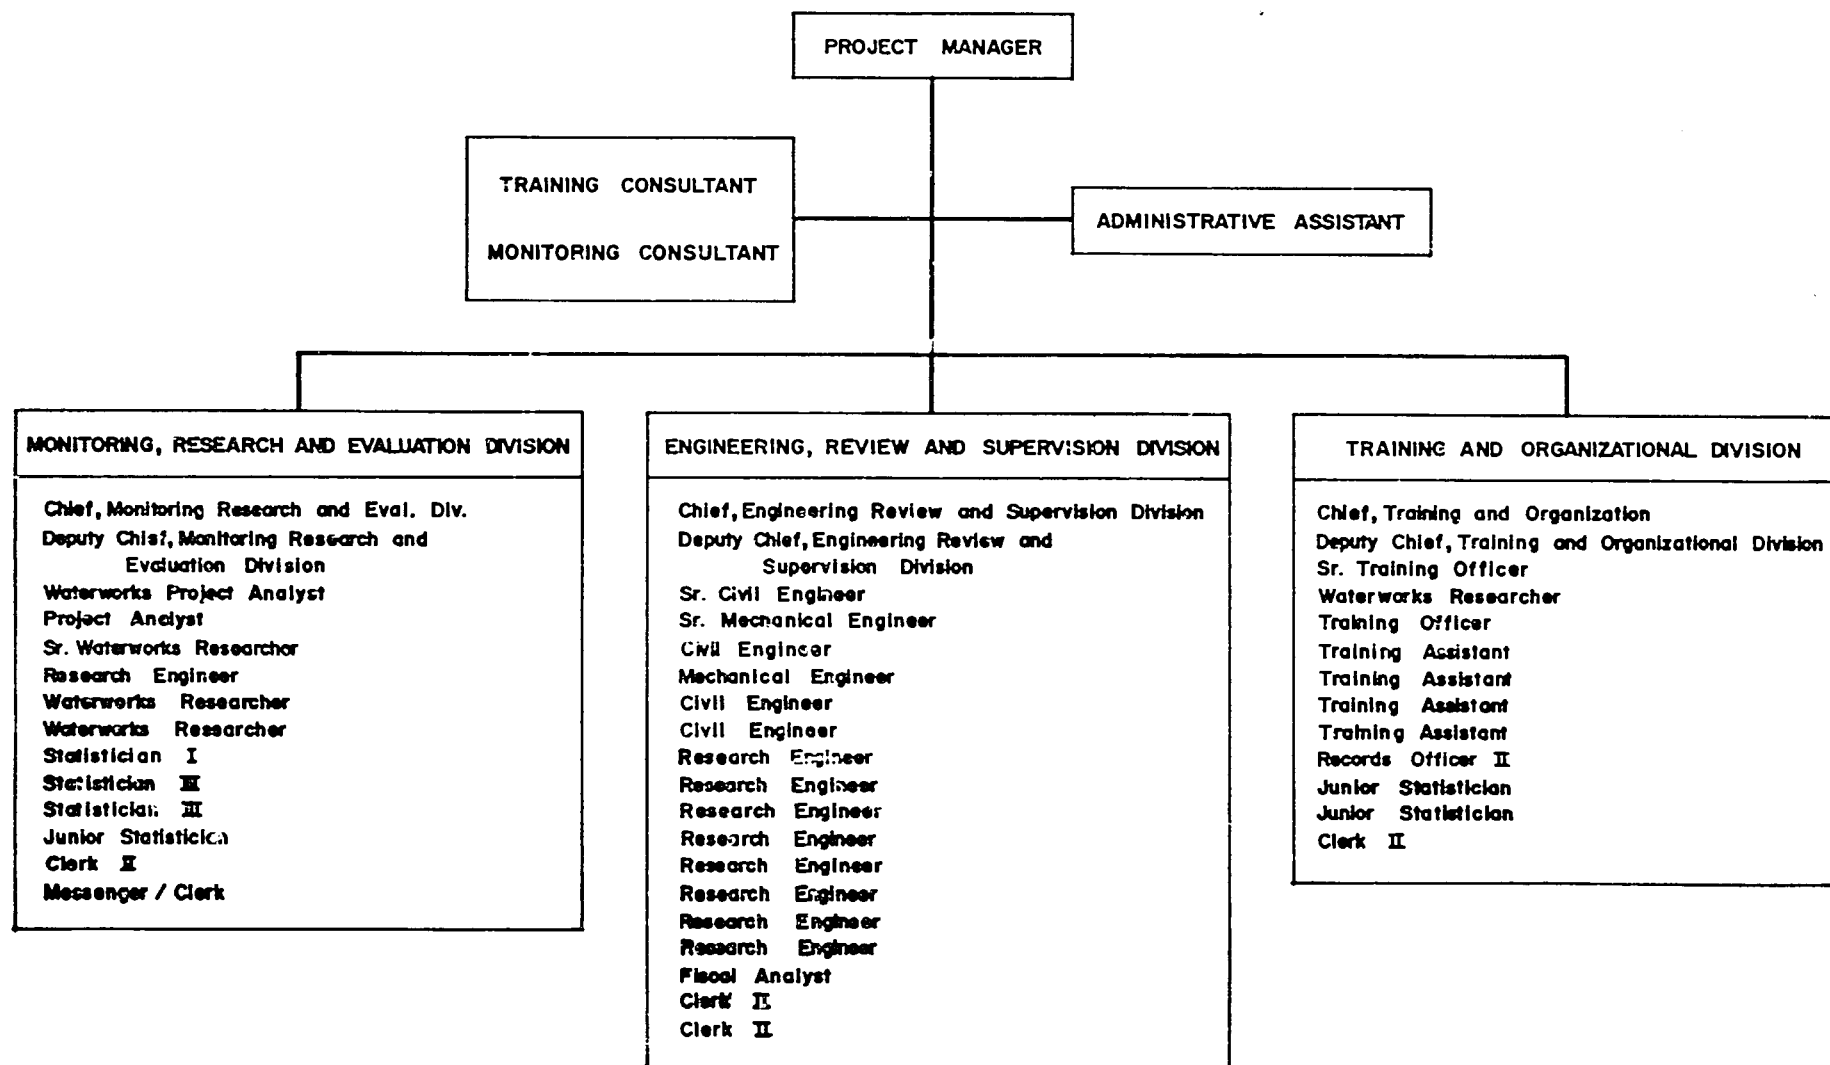 PROJECT MANAGER
TRAINING CONSULTANT
MONITORING CONSULTANT
ADMINISTRATIVE ASSISTANT
MONITORING, RESEARCH AND EVALUATION DIVISION
Chief, Monitoring Research and Eval. Div.
Deputy Chief, Monitoring Research and
Evaluation Division
Waterworks Project Analyst
Project Analyst
Sr. Waterworks Researcher
Research Engineer
Waterworks Researcher
Waterworks Researcher
Statistician I
Statistician III
Statistician III
Junior Statistician
Clerk II
Messenger / Clerk
ENGINEERING, REVIEW AND SUPERVISION DIVISION
Chief, Engineering Review and Supervision Division
Deputy Chief, Engineering Review and
Supervision Division
Sr. Civil Engineer
Sr. Mechanical Engineer
Civil Engineer
Mechanical Engineer
Civil Engineer
Civil Engineer
Research Engineer
Research Engineer
Research Engineer
Research Engineer
Research Engineer
Research Engineer
Research Engineer
Research Engineer
Fiscal Analyst
Clerk II
Clerk II
TRAINING AND ORGANIZATIONAL DIVISION
Chief, Training and Organization
Deputy Chief, Training and Organizational Division
Sr. Training Officer
Waterworks Researcher
Training Officer
Training Assistant
Training Assistant
Training Assistant
Training Assistant
Records Officer II
Junior Statistician
Junior Statistician
Clerk II